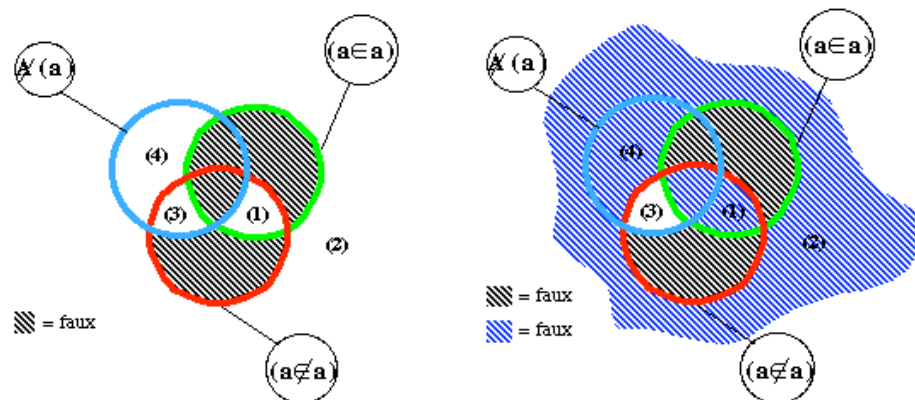 (a∈a)
A̸ (a)
(4)
(3)
(1)
(2)
= faux
(a∉a)
(a∈a)
A̸ (a)
(4)
(3)
(1)
(2)
= faux
= faux
(a∉a)